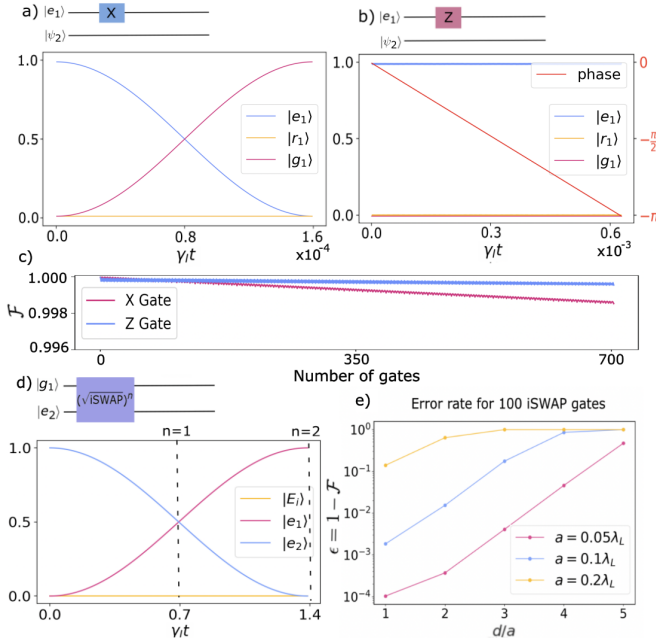 a)
|e₁⟩ X
|ψ₂⟩
1.0
0.5
0.0
|e₁⟩
|r₁⟩
|g₁⟩
0.0 0.8 1.6
x10⁻⁴
γₗt
b)
|e₁⟩ Z
|ψ₂⟩
1.0
0.5
0.0
phase
|e₁⟩
|r₁⟩
|g₁⟩
0
−π/2
−π
0.0 0.3 0.6
x10⁻³
γₗt
c)
1.000
0.998
0.996
ℱ
X Gate
Z Gate
0 350 700
Number of gates
d)
|g₁⟩
|e₂⟩
(√iSWAP)ⁿ
n=1 n=2
1.0
0.5
0.0
|Eᵢ⟩
|e₁⟩
|e₂⟩
0.0 0.7 1.4
γₗt
e)
Error rate for 100 iSWAP gates
ϵ = 1 − ℱ
10⁰
10⁻¹
10⁻²
10⁻³
10⁻⁴
a = 0.05λ_L
a = 0.1λ_L
a = 0.2λ_L
1 2 3 4 5
d/a